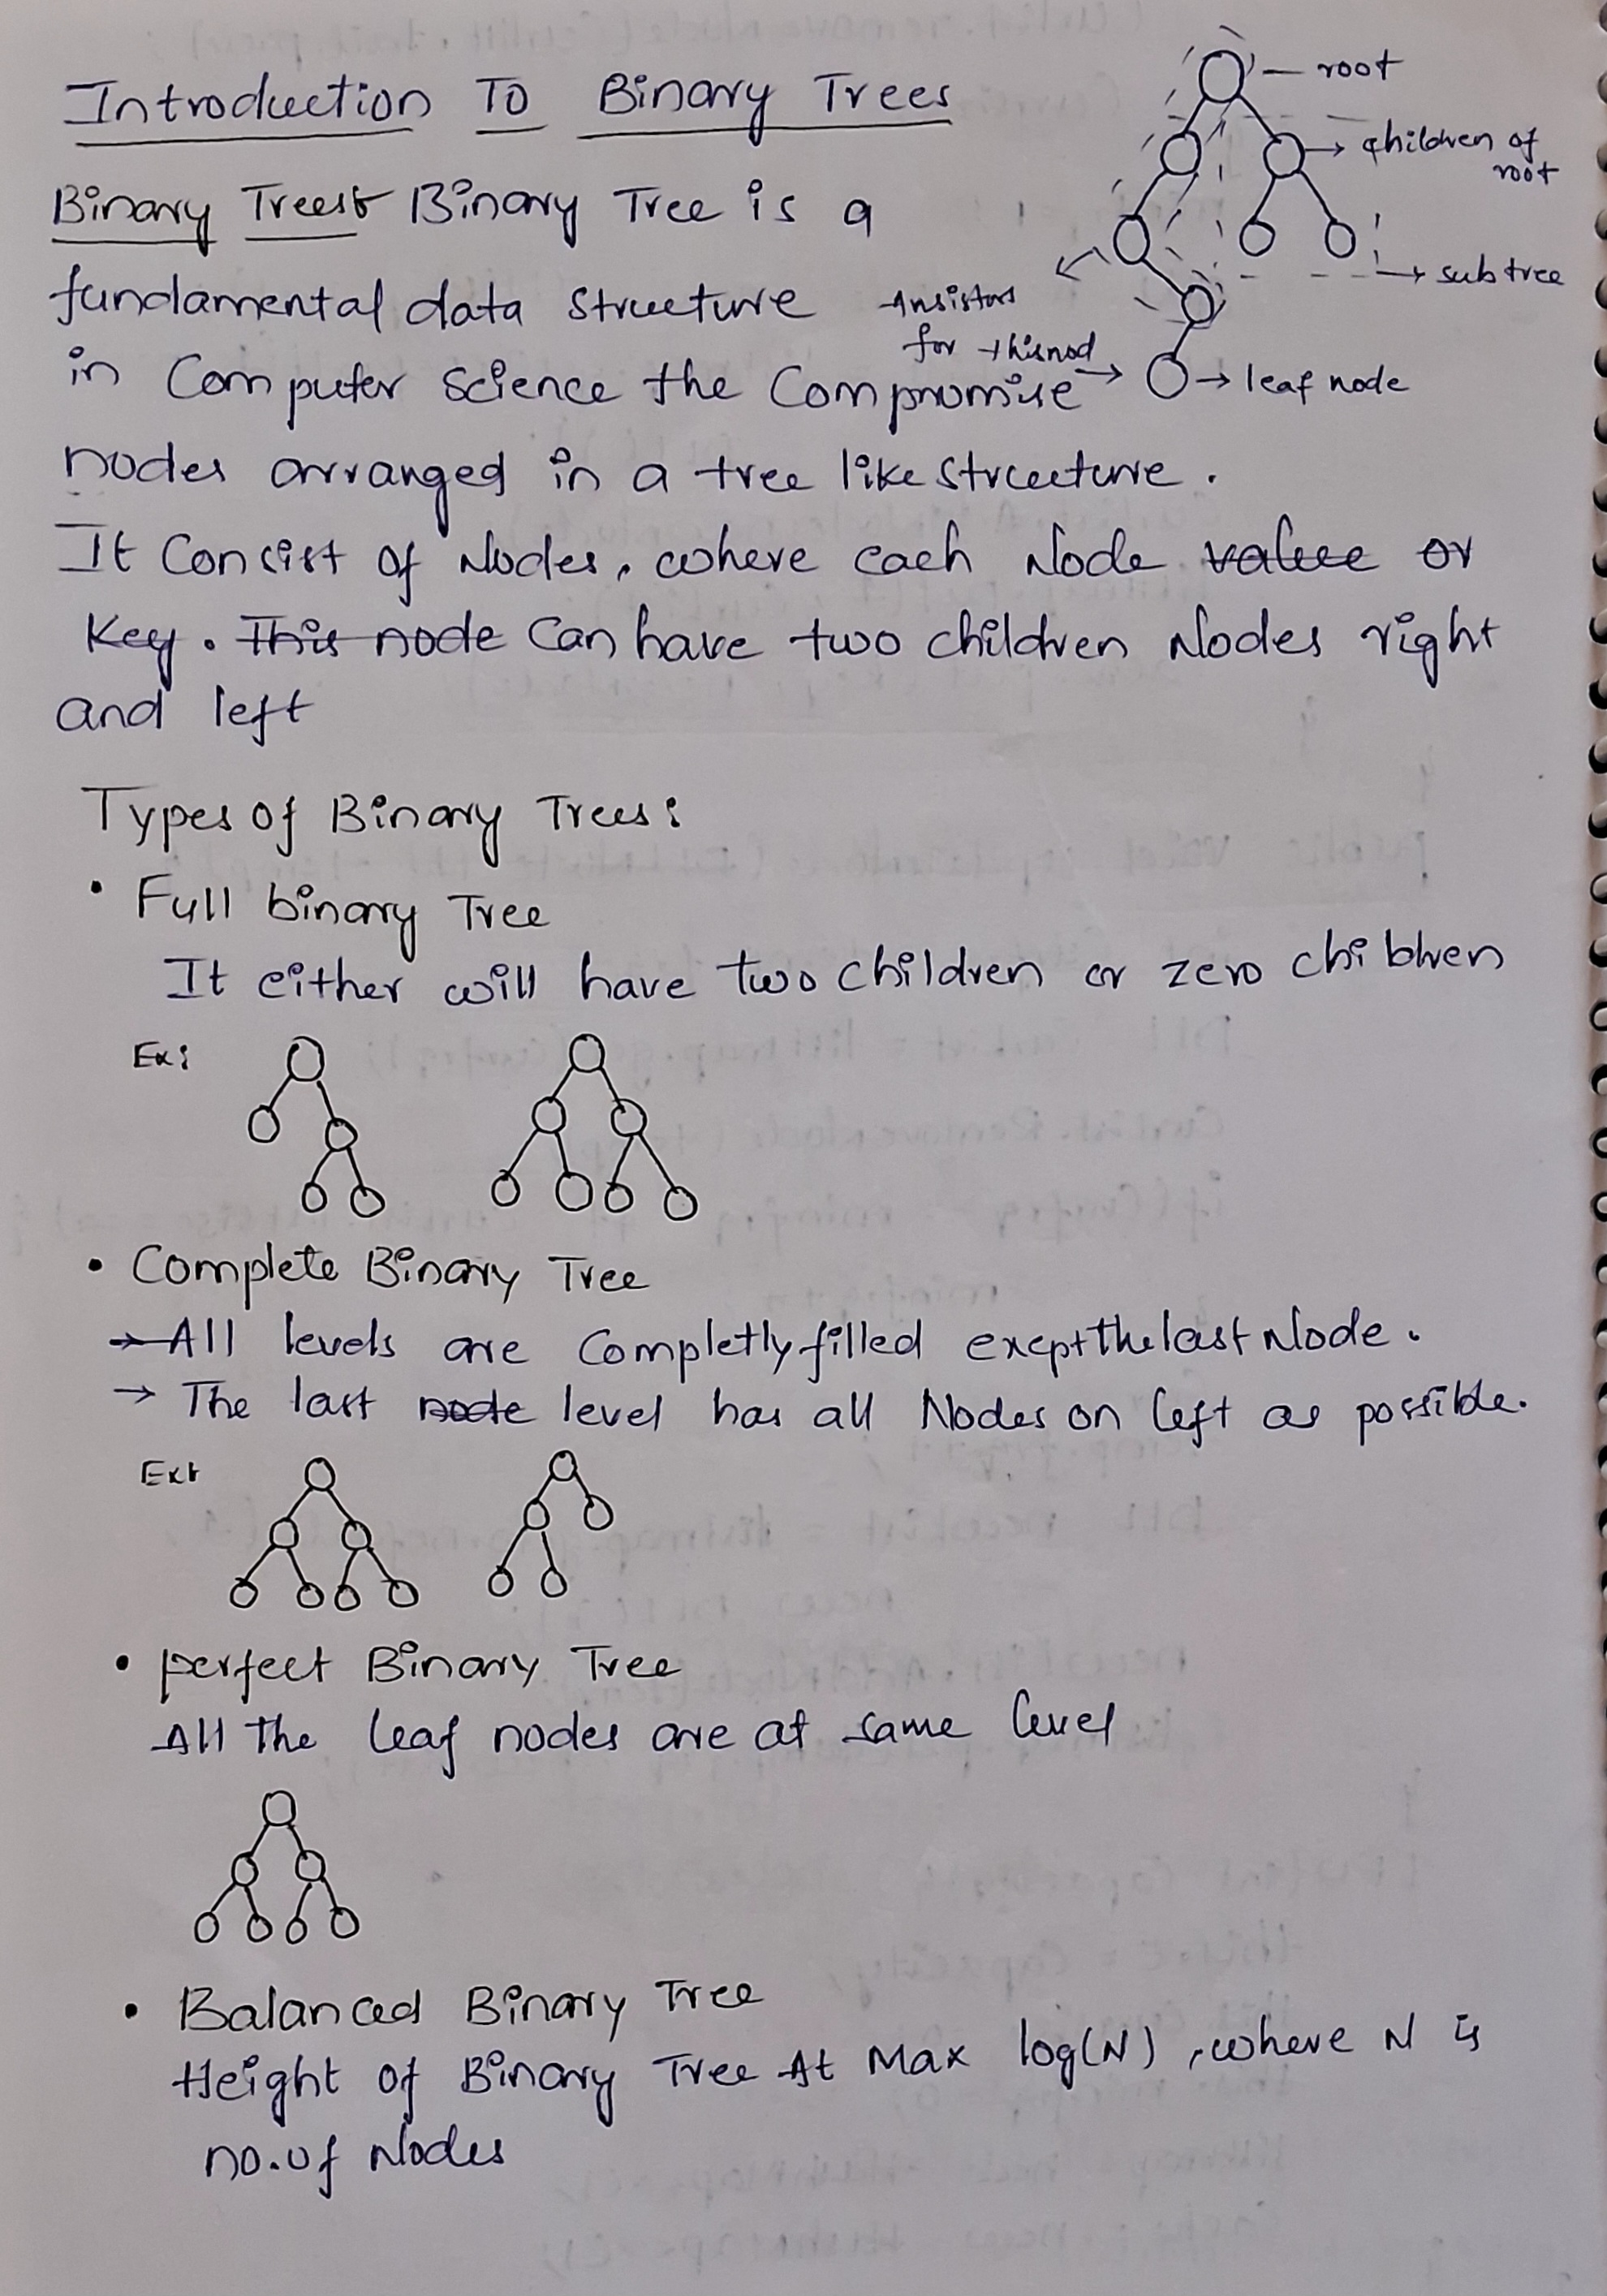 Introduction To Binary Trees
root
children of
root
subtree
Ansistors
for thisnod
leaf node
Binary Trees: Binary Tree is a
fundamental data structure
in Computer Science the Compromise
nodes arranged in a tree like structure.
It Consist of Nodes, where each Node value or
Key. This node Can have two children Nodes right
and left
Types of Binary Trees:
• Full binary Tree
It either will have two children or zero children
Ex:
• Complete Binary Tree
→ All levels are Completly filled exept the last Node.
→ The last node level has all Nodes on left as possible.
Ex:
• perfect Binary Tree
All the leaf nodes are at same level
• Balanced Binary Tree
Height of Binary Tree At Max log(N), where N is
no.of Nodes